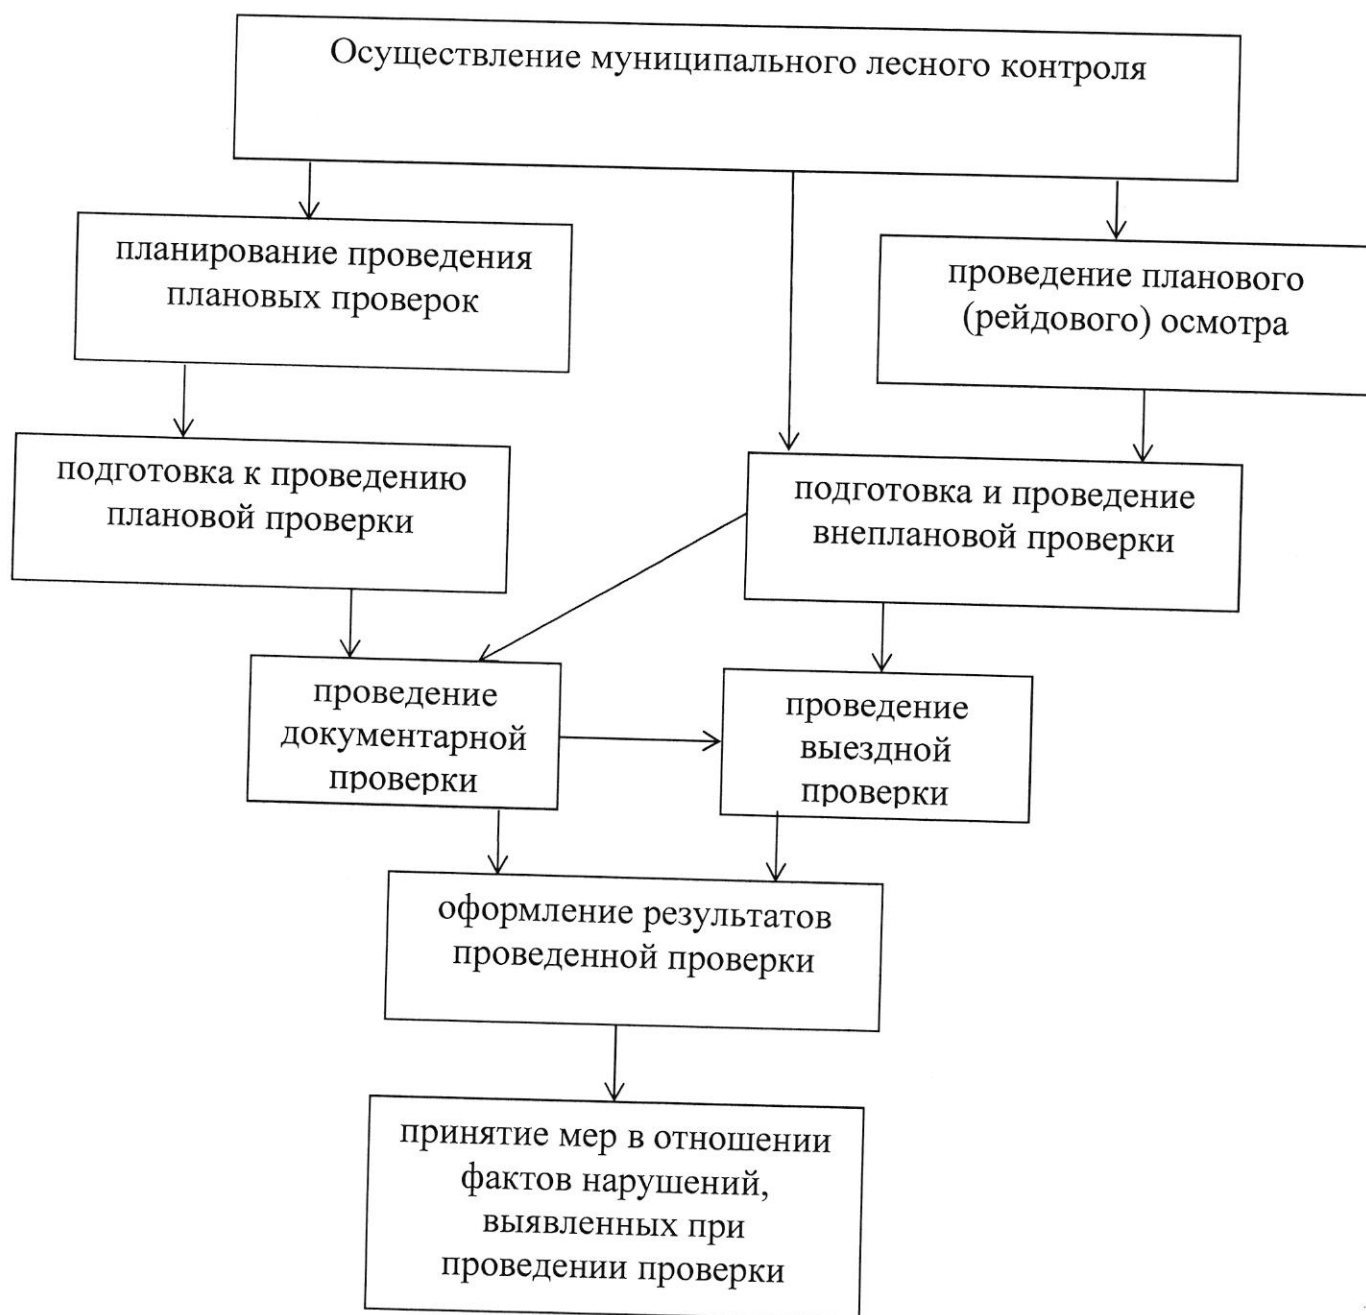 Осуществление муниципального лесного контроля
планирование проведения
плановых проверок
проведение планового
(рейдового) осмотра
подготовка к проведению
плановой проверки
подготовка и проведение
внеплановой проверки
проведение
документарной
проверки
проведение
выездной
проверки
оформление результатов
проведенной проверки
принятие мер в отношении
фактов нарушений,
выявленных при
проведении проверки